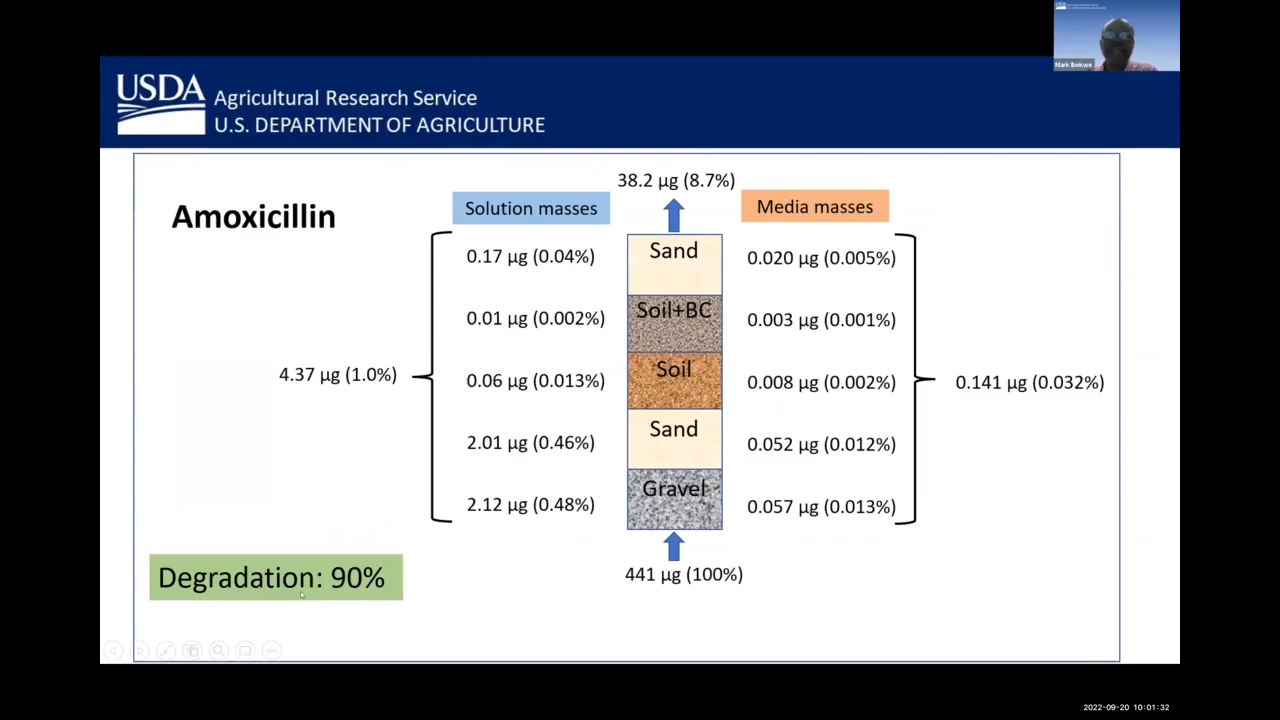 Mark Ibekwe
USDA
Agricultural Research Service
U.S. DEPARTMENT OF AGRICULTURE
Amoxicillin
38.2 µg (8.7%)
Solution masses
Media masses
0.17 µg (0.04%)
Sand
0.020 µg (0.005%)
0.01 µg (0.002%)
Soil+BC
0.003 µg (0.001%)
4.37 µg (1.0%)
0.06 µg (0.013%)
Soil
0.008 µg (0.002%)
0.141 µg (0.032%)
2.01 µg (0.46%)
Sand
0.052 µg (0.012%)
2.12 µg (0.48%)
Gravel
0.057 µg (0.013%)
441 µg (100%)
Degradation: 90%
2022-09-20 10:01:32